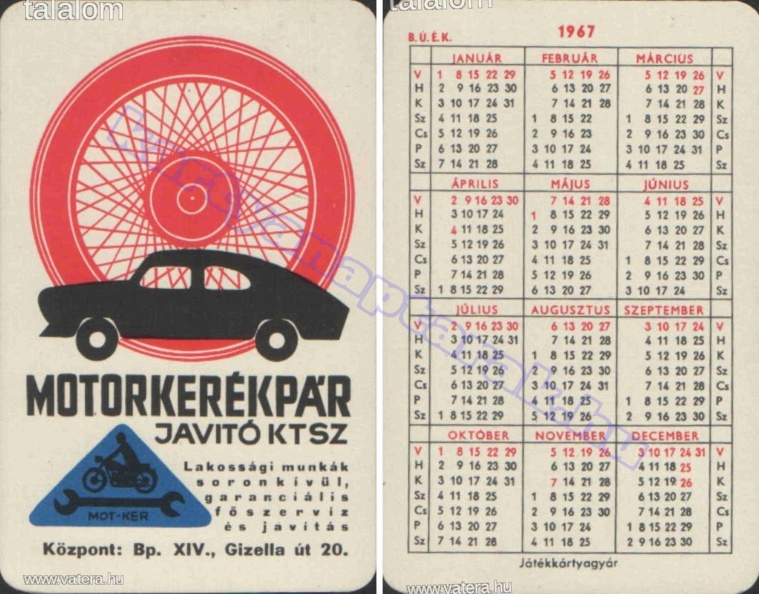 találom
MOTORKERÉKPÁR
JAVITÓ KTSZ
Lakossági munkák
soronkívül,
garanciális
főszerviz
és javitás
MOT-KER
Központ: Bp. XIV., Gizella út 20.
www.vatera.hu
kartyanaptarak.hu
találom
B. Ú. É. K. 1967
JANUÁR FEBRUÁR MÁRCIUS
V 1 8 15 22 29 5 12 19 26 5 12 19 26 V
H 2 9 16 23 30 6 13 20 27 6 13 20 27 H
K 3 10 17 24 31 7 14 21 28 7 14 21 28 K
Sz 4 11 18 25 1 8 15 22 1 8 15 22 29 Sz
Cs 5 12 19 26 2 9 16 23 2 9 16 23 30 Cs
P 6 13 20 27 3 10 17 24 3 10 17 24 31 P
Sz 7 14 21 28 4 11 18 25 4 11 18 25 Sz
ÁPRILIS MÁJUS JÚNIUS
V 2 9 16 23 30 7 14 21 28 4 11 18 25 V
H 3 10 17 24 1 8 15 22 29 5 12 19 26 H
K 4 11 18 25 2 9 16 23 30 6 13 20 27 K
Sz 5 12 19 26 3 10 17 24 31 7 14 21 28 Sz
Cs 6 13 20 27 4 11 18 25 1 8 15 22 29 Cs
P 7 14 21 28 5 12 19 26 2 9 16 23 30 P
Sz 1 8 15 22 29 6 13 20 27 3 10 17 24 Sz
JÚLIUS AUGUSZTUS SZEPTEMBER
V 2 9 16 23 30 6 13 20 27 3 10 17 24 V
H 3 10 17 24 31 7 14 21 28 4 11 18 25 H
K 4 11 18 25 1 8 15 22 29 5 12 19 26 K
Sz 5 12 19 26 2 9 16 23 30 6 13 20 27 Sz
Cs 6 13 20 27 3 10 17 24 31 7 14 21 28 Cs
P 7 14 21 28 4 11 18 25 1 8 15 22 29 P
Sz 1 8 15 22 29 5 12 19 26 2 9 16 23 30 Sz
OKTÓBER NOVEMBER DECEMBER
V 1 8 15 22 29 5 12 19 26 3 10 17 24 31 V
H 2 9 16 23 30 6 13 20 27 4 11 18 25 H
K 3 10 17 24 31 7 14 21 28 5 12 19 26 K
Sz 4 11 18 25 1 8 15 22 29 6 13 20 27 Sz
Cs 5 12 19 26 2 9 16 23 30 7 14 21 28 Cs
P 6 13 20 27 3 10 17 24 1 8 15 22 29 P
Sz 7 14 21 28 4 11 18 25 2 9 16 23 30 Sz
Játékkártyagyár
www.vatera.hu